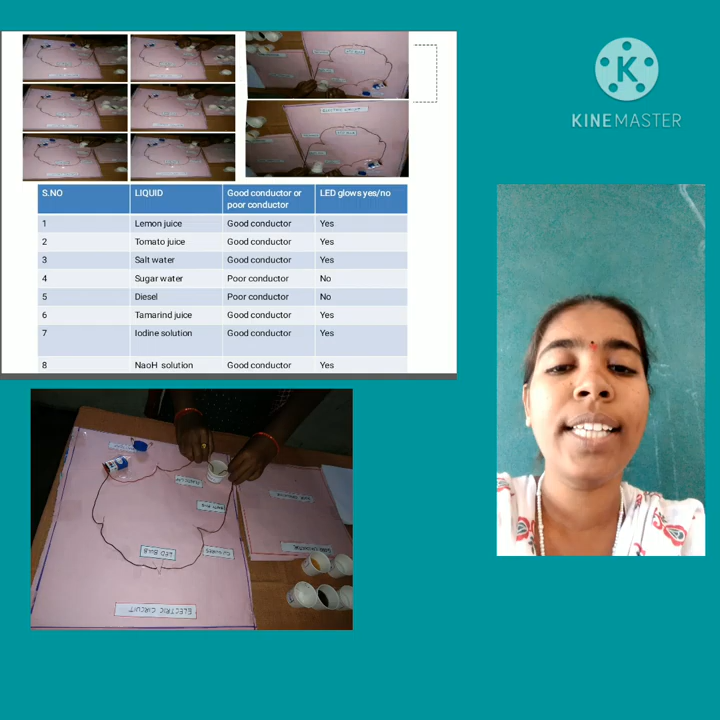 KINEMASTER
ELECTRIC CIRCUIT
S.NO LIQUID Good conductor or poor conductor LED glows yes/no
1 Lemon juice Good conductor Yes
2 Tomato juice Good conductor Yes
3 Salt water Good conductor Yes
4 Sugar water Poor conductor No
5 Diesel Poor conductor No
6 Tamarind juice Good conductor Yes
7 Iodine solution Good conductor Yes
8 NaoH solution Good conductor Yes
LED BULB
ELECTRIC CIRCUIT